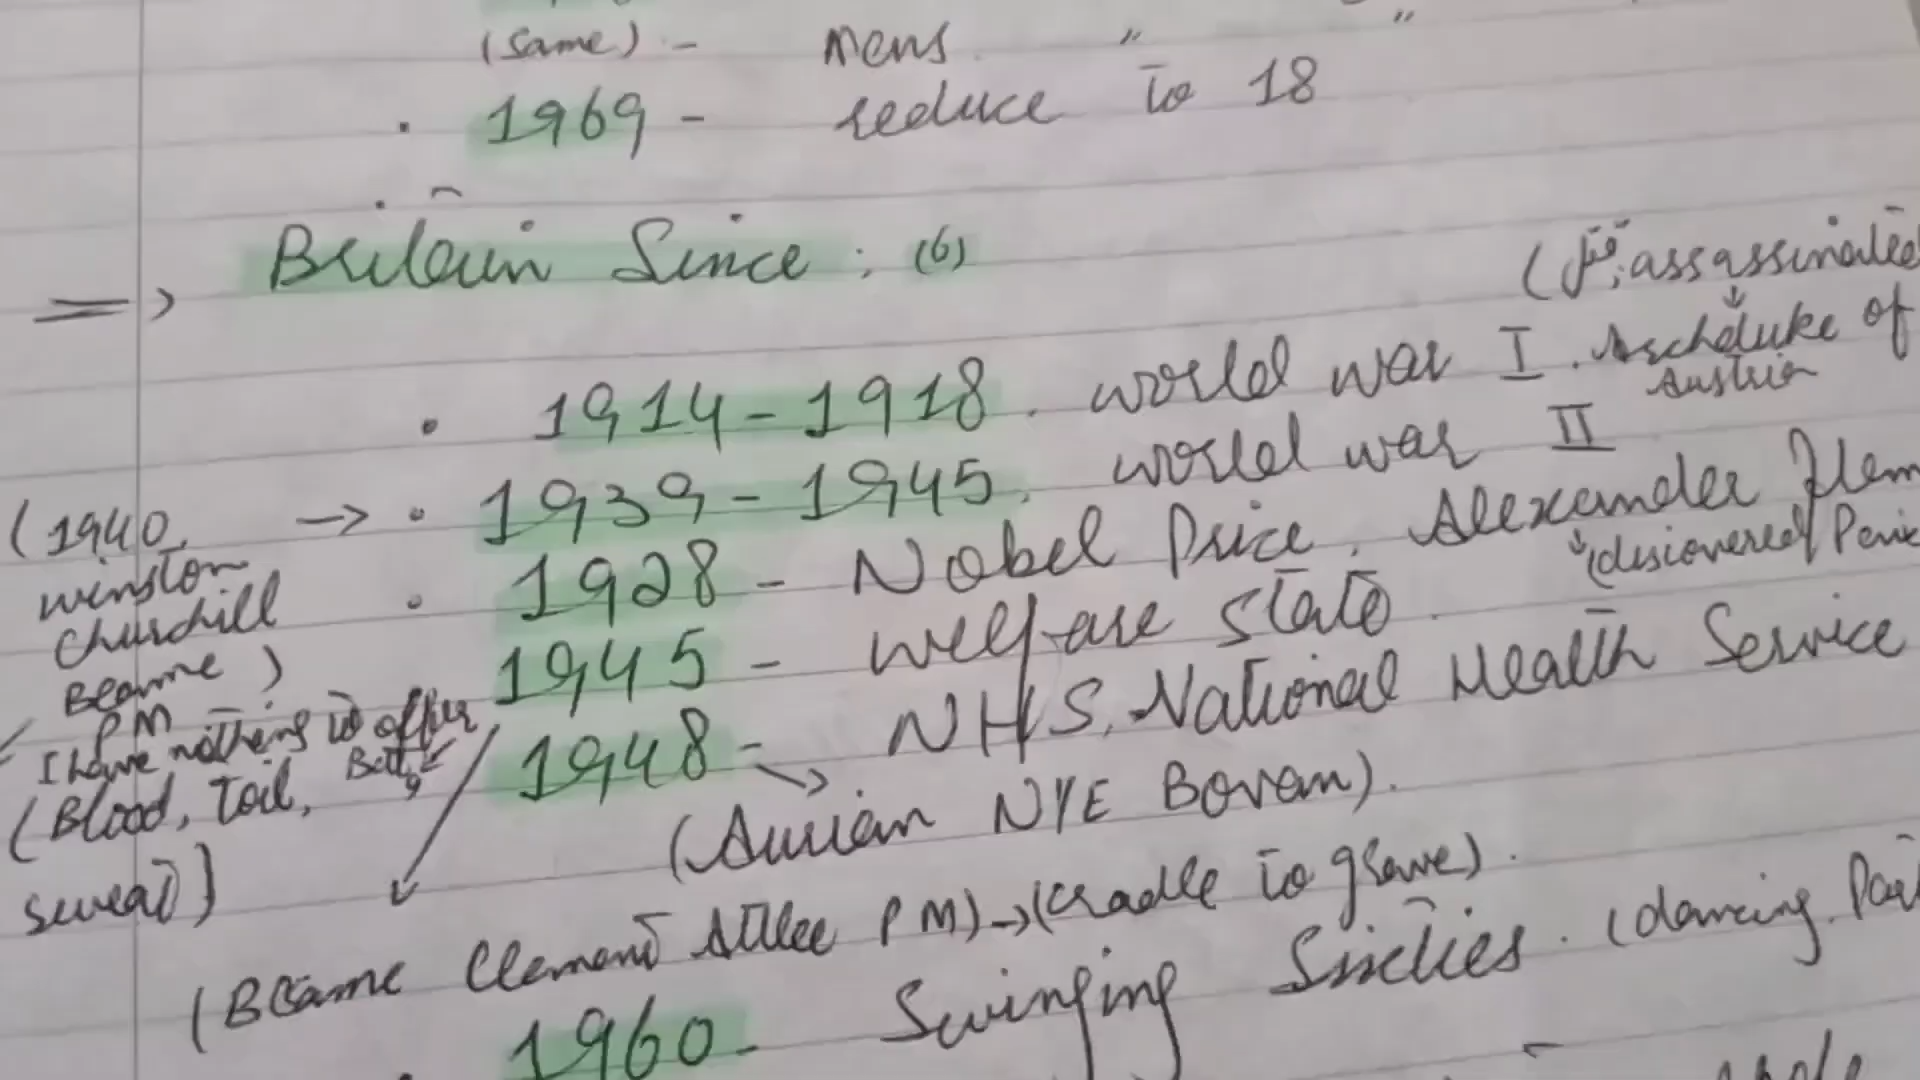 (Same) - Mens " "
1969 - reduce to 18
=> Britain Since : (6)
assassinated
1914-1918. world war I. Archduke of
Austria
1939-1945. world war II
(1940, winston Churchill Became) PM
1928 - Nobel Price. Alexander Flem
(discovered Peni
1945 - welfare state
1948 - NHS. National Health Service
I have nothing to offer
(Blood, toil,
sweat)
NYE Bovan).
(Became Clement Attlee PM) → (Cradle to grave).
1960 - Swinging Sixties. (dancing. Par